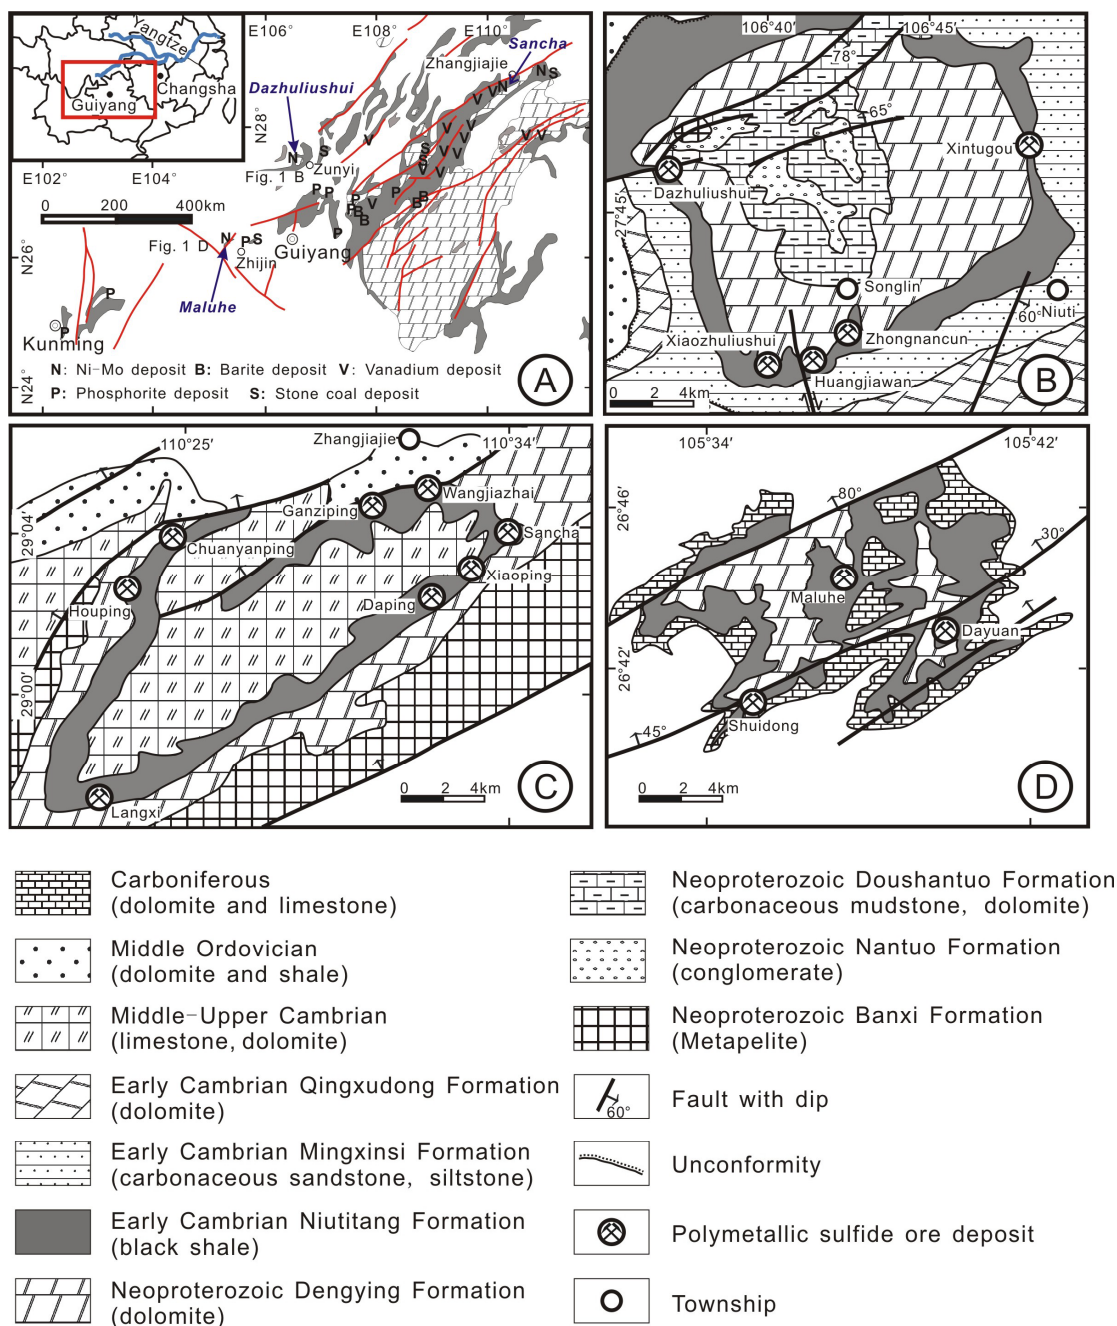 Yangtze
Changsha
Guiyang
E106°
E108°
E110°
Sancha
Zhangjiajie
N S
V V N
Dazhuliushui
N28°
V
V V
V V
V V
V
S
S
S
V
V
V
N
Zunyi
Fig. 1 B
P P
P
P
B
B
V
P
B B
P
E102°
E104°
0 200 400km
Fig. 1 D
N
P S
Zhijin
Guiyang
N26°
Maluhe
P
P
Kunming
N: Ni-Mo deposit B: Barite deposit V: Vanadium deposit
P: Phosphorite deposit S: Stone coal deposit
N24°
A
106°40′
106°45′
78°
65°
Xintugou
Dazhuliushui
27°45′
Songlin
60°
Niuti
Xiaozhuliushui
Zhongnancun
Huangjiawan
0 2 4km
B
110°25′
Zhangjiajie
110°34′
Wangjiazhai
Ganziping
29°04′
Sancha
Chuanyanping
Xiaoping
Houping
Daping
29°00′
0 2 4km
Langxi
C
105°34′
105°42′
26°46′
80°
30°
Maluhe
Dayuan
26°42′
45°
Shuidong
0 2 4km
D
Carboniferous
(dolomite and limestone)
Middle Ordovician
(dolomite and shale)
Middle-Upper Cambrian
(limestone, dolomite)
Early Cambrian Qingxudong Formation
(dolomite)
Early Cambrian Mingxinsi Formation
(carbonaceous sandstone, siltstone)
Early Cambrian Niutitang Formation
(black shale)
Neoproterozoic Dengying Formation
(dolomite)
Neoproterozoic Doushantuo Formation
(carbonaceous mudstone, dolomite)
Neoproterozoic Nantuo Formation
(conglomerate)
Neoproterozoic Banxi Formation
(Metapelite)
60°
Fault with dip
Unconformity
Polymetallic sulfide ore deposit
Township